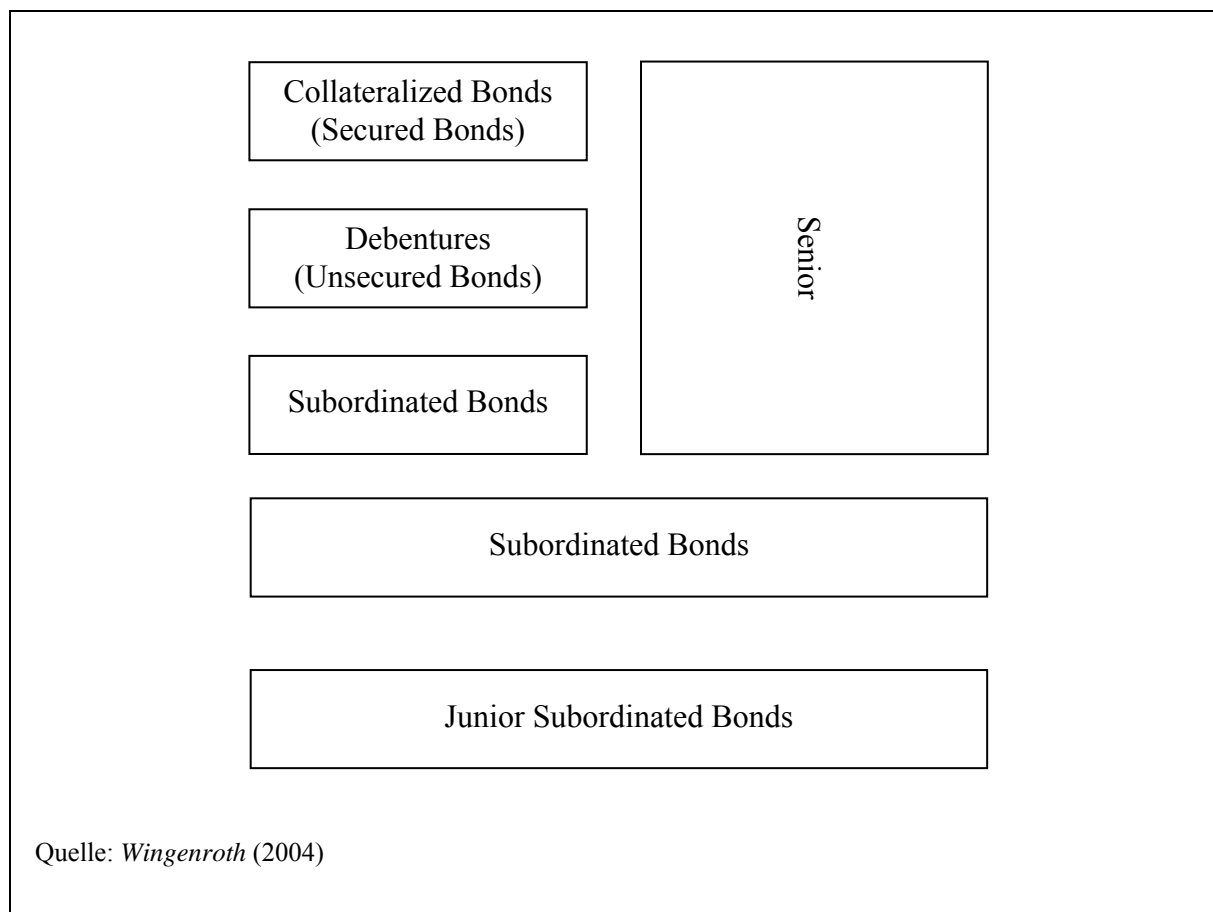 Collateralized Bonds
(Secured Bonds)
Debentures
(Unsecured Bonds)
Subordinated Bonds
Senior
Subordinated Bonds
Junior Subordinated Bonds
Quelle: Wingenroth (2004)